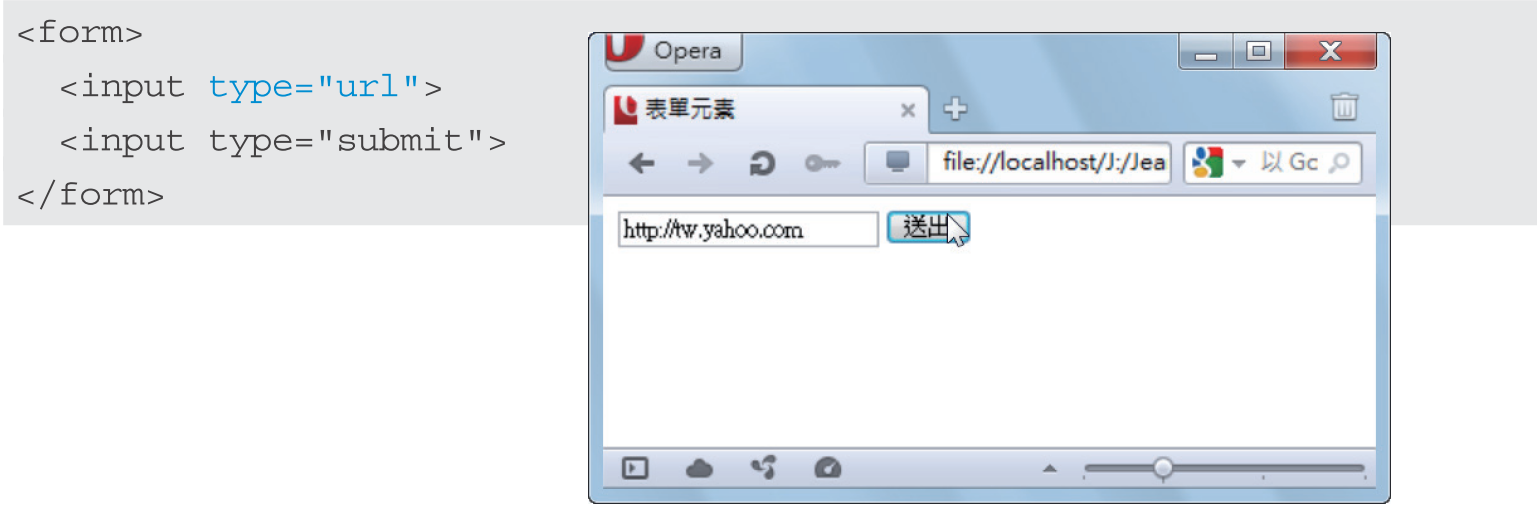 <form>
  <input type="url">
  <input type="submit">
</form>
Opera
表單元素
file://localhost/J:/Jea
以 Gc
http://tw.yahoo.com
送出